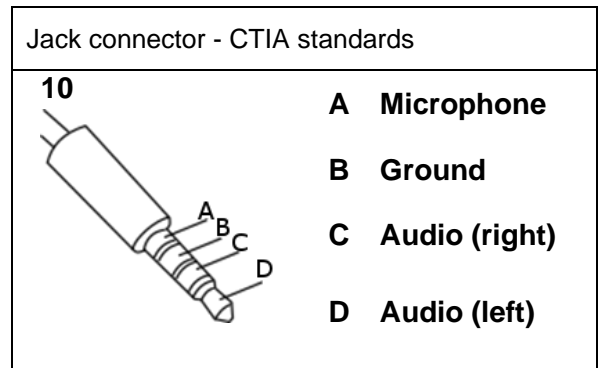 Jack connector - CTIA standards
10
A Microphone
B Ground
C Audio (right)
D Audio (left)
A
B
C
D